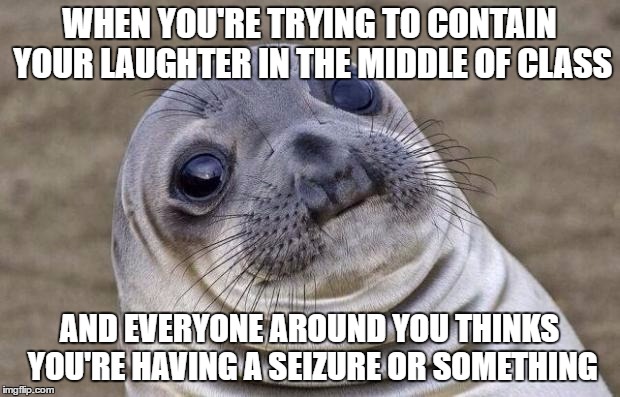 WHEN YOU'RE TRYING TO CONTAIN
YOUR LAUGHTER IN THE MIDDLE OF CLASS
AND EVERYONE AROUND YOU THINKS
YOU'RE HAVING A SEIZURE OR SOMETHING
imgflip.com